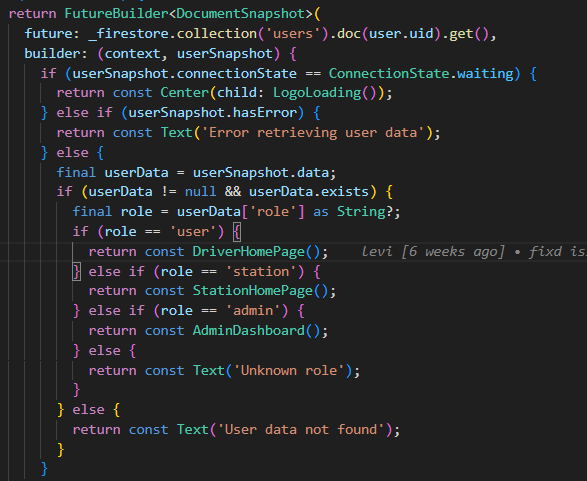 return FutureBuilder<DocumentSnapshot>(
future: _firestore.collection('users').doc(user.uid).get(),
builder: (context, userSnapshot) {
if (userSnapshot.connectionState == ConnectionState.waiting) {
return const Center(child: LogoLoading());
} else if (userSnapshot.hasError) {
return const Text('Error retrieving user data');
} else {
final userData = userSnapshot.data;
if (userData != null && userData.exists) {
final role = userData['role'] as String?;
if (role == 'user') {
return const DriverHomePage(); levi [6 weeks ago] • fixd is
} else if (role == 'station') {
return const StationHomePage();
} else if (role == 'admin') {
return const AdminDashboard();
} else {
return const Text('Unknown role');
}
} else {
return const Text('User data not found');
}
}